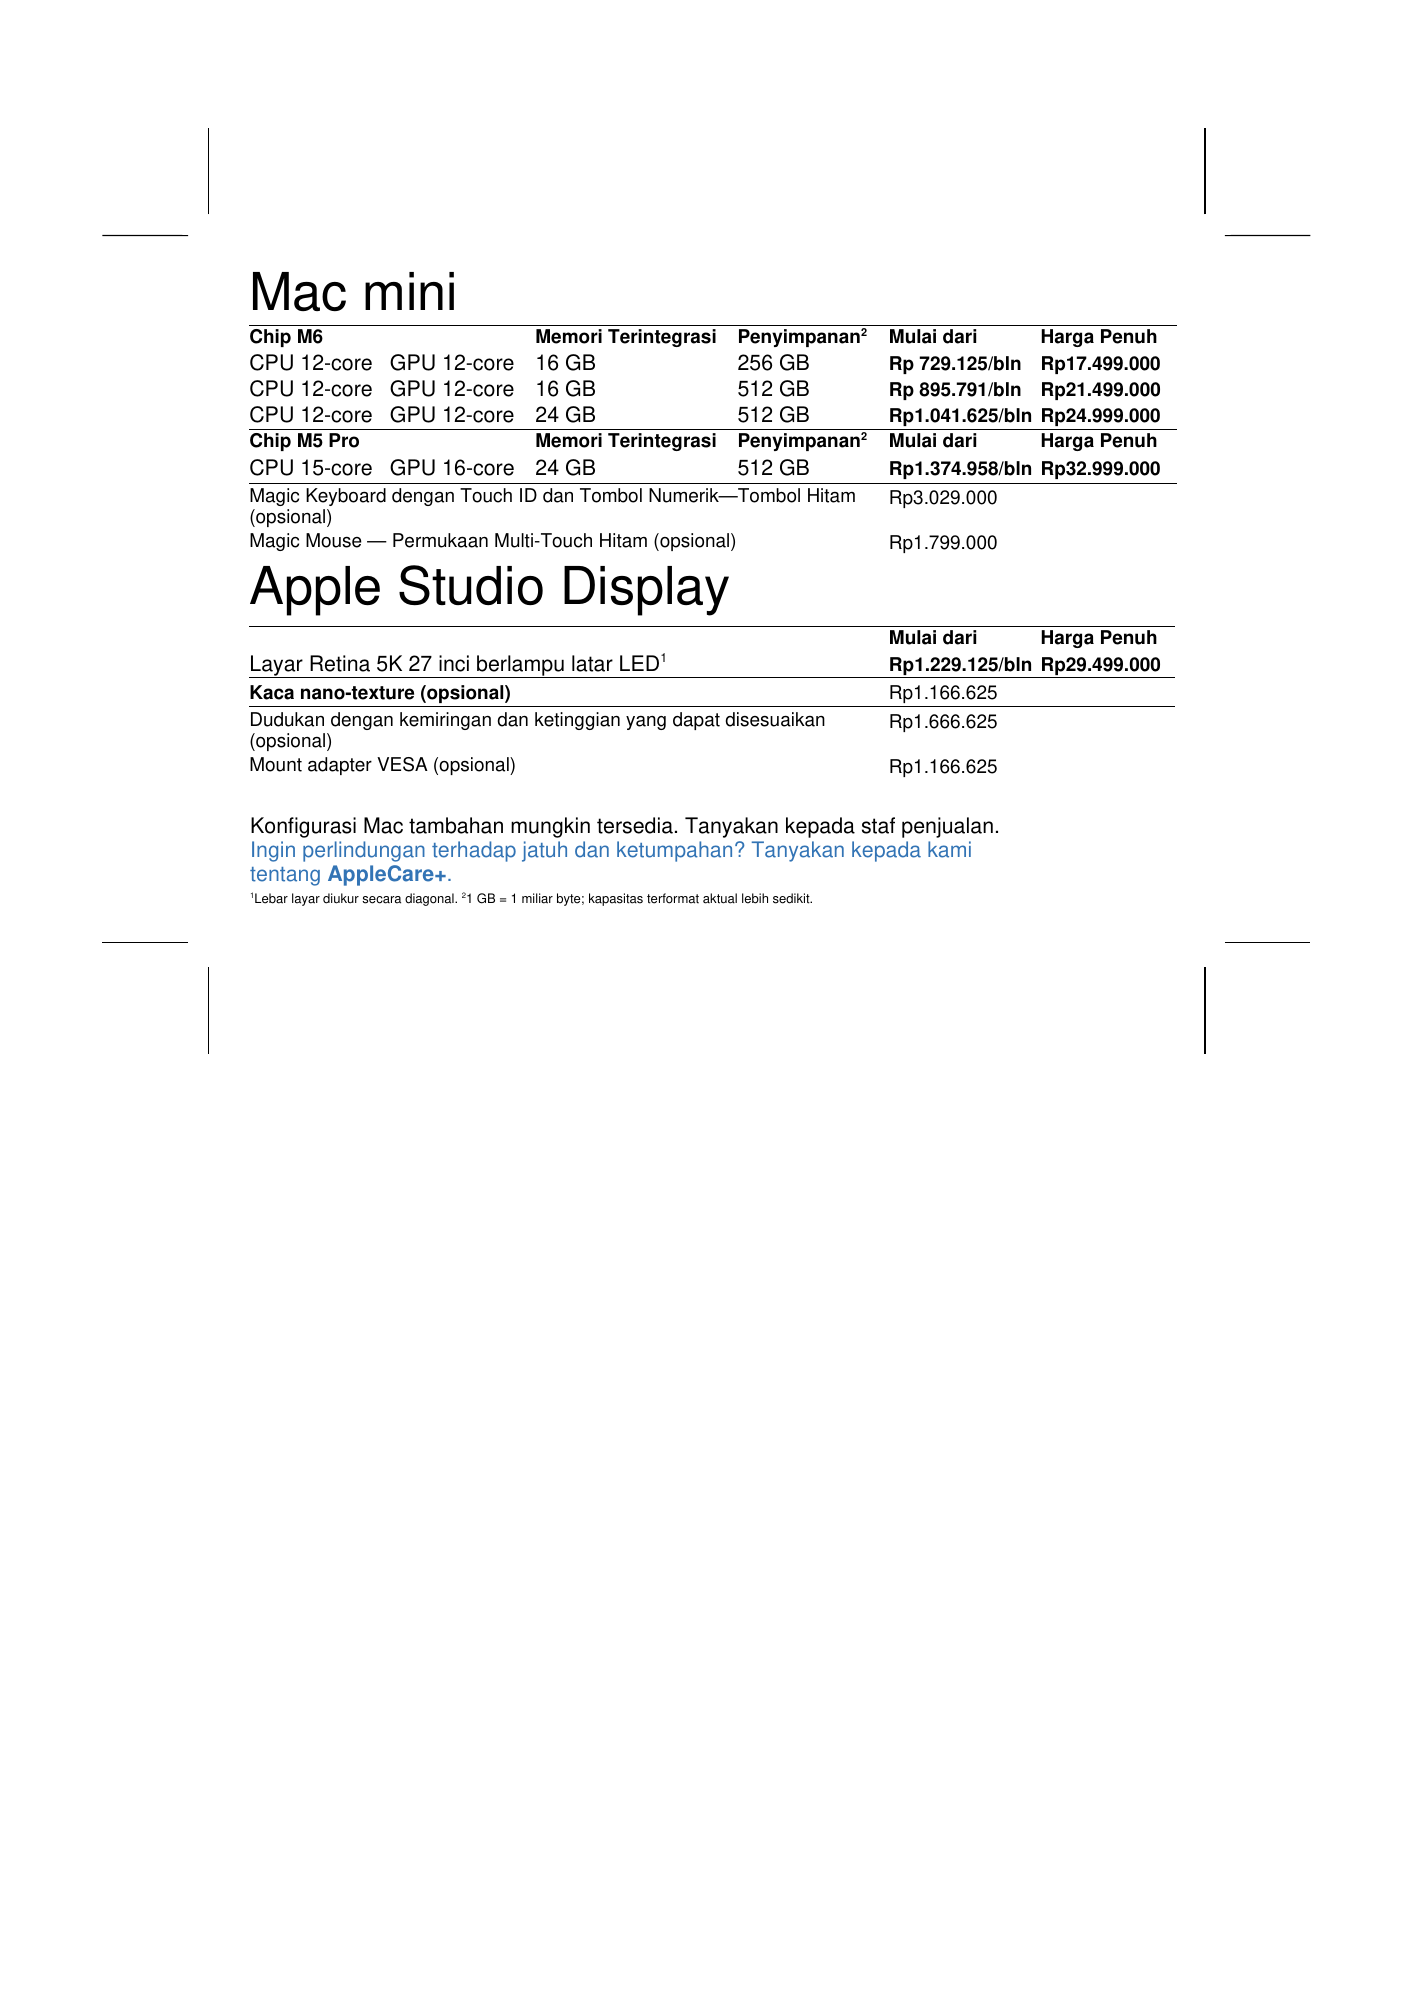 Mac mini
Chip M6 Memori Terintegrasi Penyimpanan² Mulai dari Harga Penuh
CPU 12-core GPU 12-core 16 GB 256 GB Rp 729.125/bln Rp17.499.000
CPU 12-core GPU 12-core 16 GB 512 GB Rp 895.791/bln Rp21.499.000
CPU 12-core GPU 12-core 24 GB 512 GB Rp1.041.625/bln Rp24.999.000
Chip M5 Pro Memori Terintegrasi Penyimpanan² Mulai dari Harga Penuh
CPU 15-core GPU 16-core 24 GB 512 GB Rp1.374.958/bln Rp32.999.000
Magic Keyboard dengan Touch ID dan Tombol Numerik—Tombol Hitam Rp3.029.000
(opsional)
Magic Mouse — Permukaan Multi-Touch Hitam (opsional) Rp1.799.000
Apple Studio Display
Mulai dari Harga Penuh
Layar Retina 5K 27 inci berlampu latar LED¹ Rp1.229.125/bln Rp29.499.000
Kaca nano-texture (opsional) Rp1.166.625
Dudukan dengan kemiringan dan ketinggian yang dapat disesuaikan Rp1.666.625
(opsional)
Mount adapter VESA (opsional) Rp1.166.625
Konfigurasi Mac tambahan mungkin tersedia. Tanyakan kepada staf penjualan.
Ingin perlindungan terhadap jatuh dan ketumpahan? Tanyakan kepada kami
tentang AppleCare+.
¹Lebar layar diukur secara diagonal. ²1 GB = 1 miliar byte; kapasitas terformat aktual lebih sedikit.